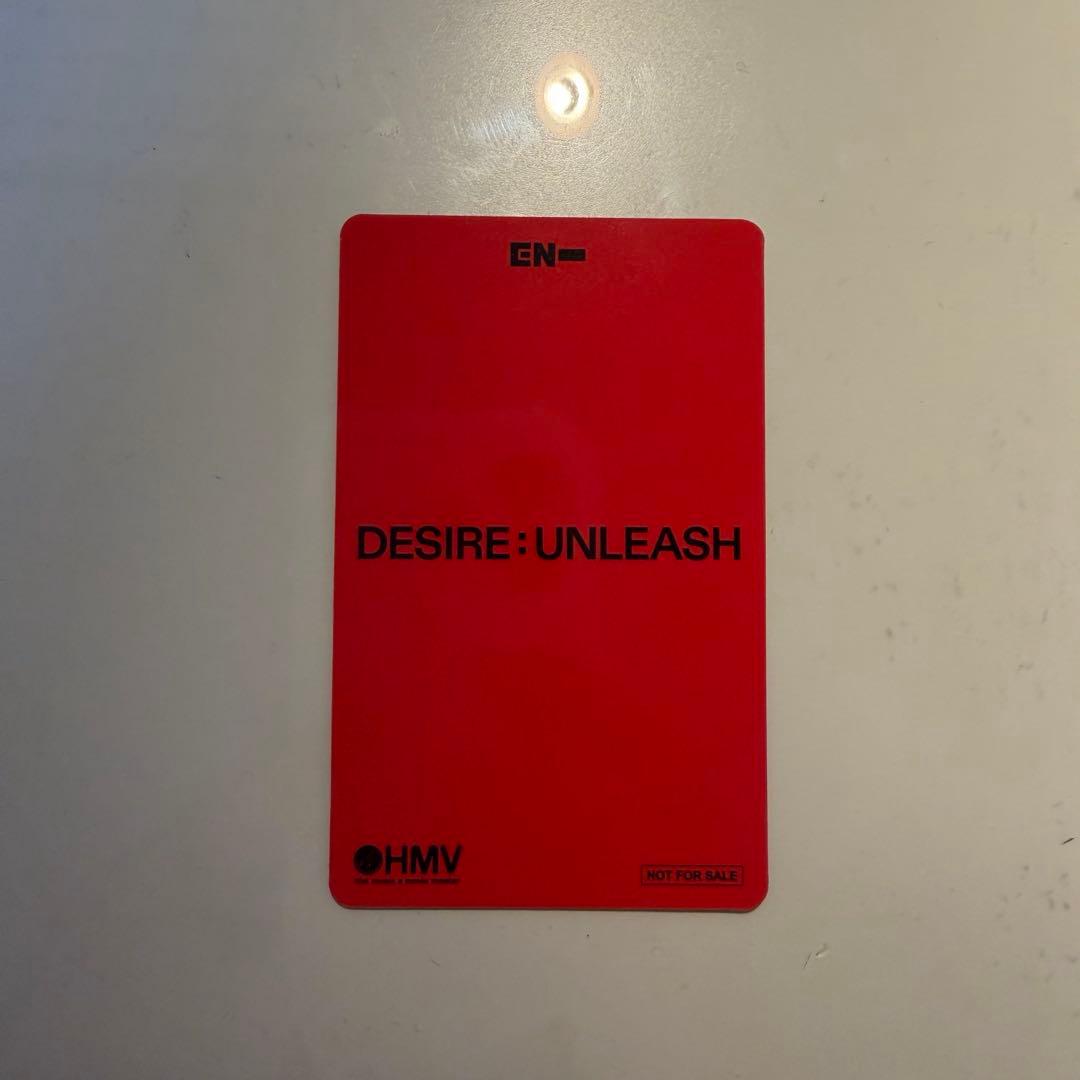 EN-
DESIRE:UNLEASH
HMV
NOT FOR SALE